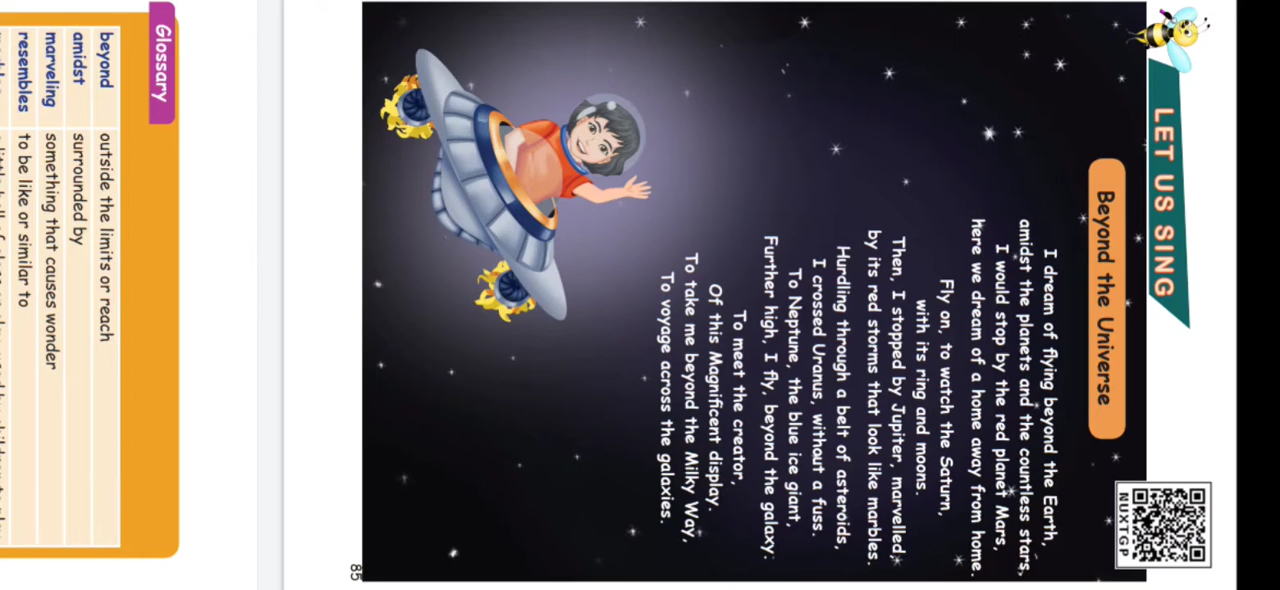 LET US SING
NUXTGP
Beyond the Universe
I dream of flying beyond the Earth,
amidst the planets and the countless stars,
I would stop by the red planet Mars,
here we dream of a home away from home.
Fly on, to watch the Saturn,
with its ring and moons.
Then, I stopped by Jupiter, marvelled,
by its red storms that look like marbles.
Hurdling through a belt of asteroids,
I crossed Uranus, without a fuss.
To Neptune, the blue ice giant,
Further high, I fly, beyond the galaxy.
To meet the creator,
Of this Magnificent display.
To take me beyond the Milky Way,
To voyage across the galaxies.
85
Glossary
beyond outside the limits or reach
amidst surrounded by
marveling something that causes wonder
resembles to be like or similar to